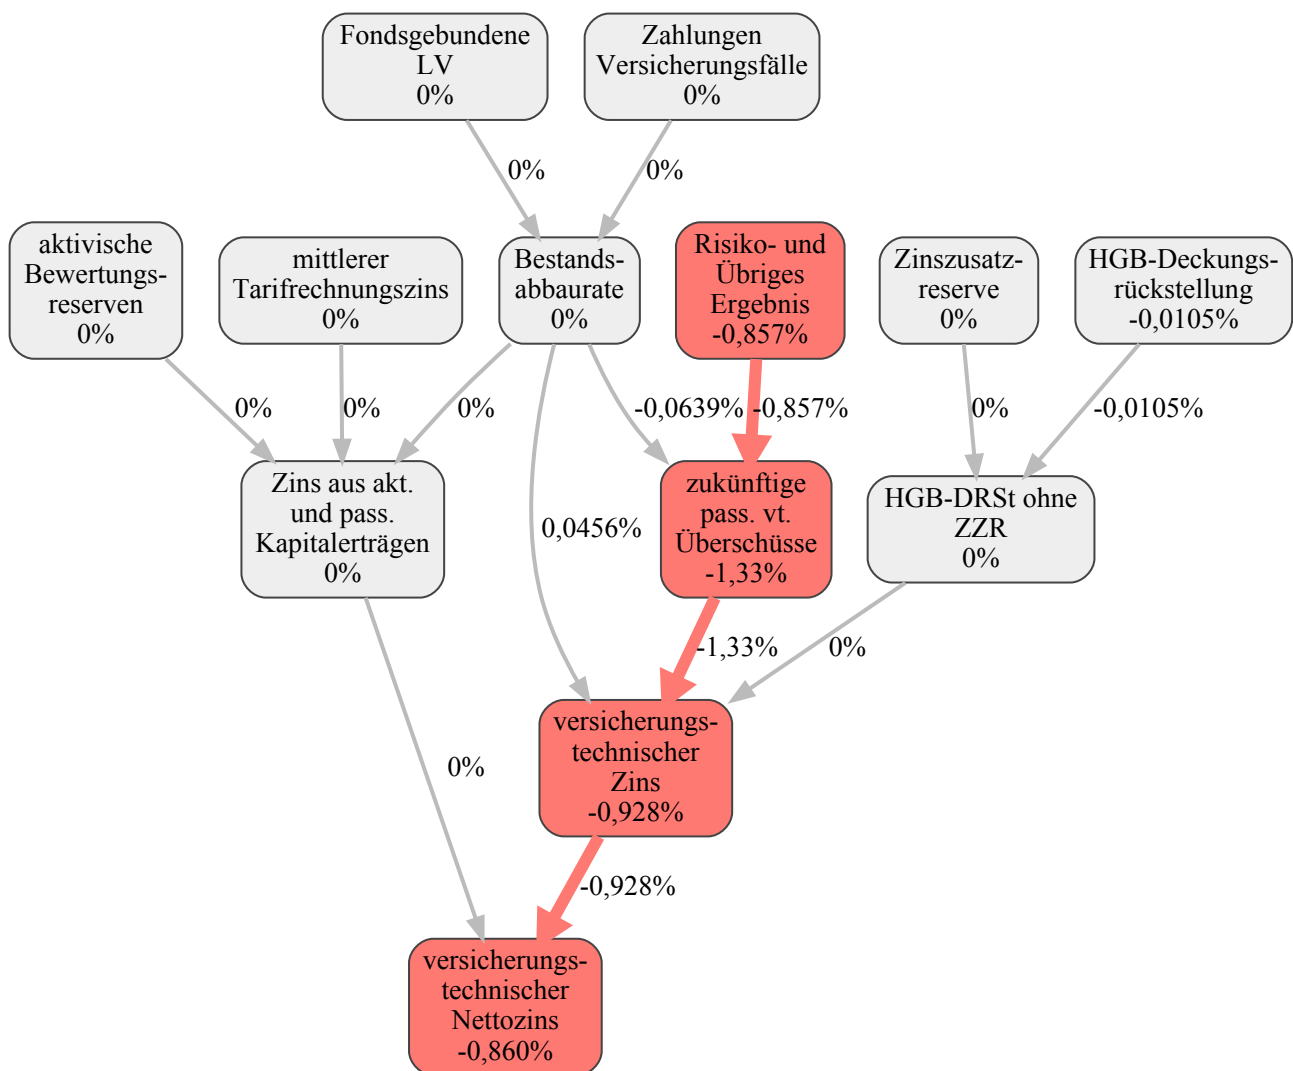 Fondsgebundene
LV
0%
Zahlungen
Versicherungsfälle
0%
0%
0%
aktivische
Bewertungs-
reserven
0%
mittlerer
Tarifrechnungszins
0%
Bestands-
abbaurate
0%
Risiko- und
Übriges
Ergebnis
-0,857%
Zinszusatz-
reserve
0%
HGB-Deckungs-
rückstellung
-0,0105%
0%
0%
0%
-0,0639%
-0,857%
0%
-0,0105%
Zins aus akt.
und pass.
Kapitalerträgen
0%
0,0456%
zukünftige
pass. vt.
Überschüsse
-1,33%
HGB-DRSt ohne
ZZR
0%
-1,33%
0%
versicherungs-
technischer
Zins
-0,928%
0%
-0,928%
versicherungs-
technischer
Nettozins
-0,860%